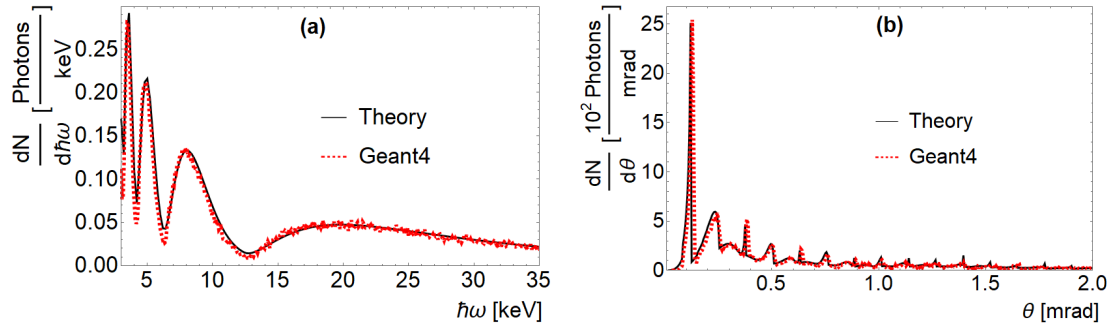 (a)
dN
dħω
[
Photons
keV
]
0.25
0.20
0.15
0.10
0.05
0.00
Theory
Geant4
5 10 15 20 25 30 35
ħω [keV]
(b)
dN
dθ
[
10² Photons
mrad
]
25
20
15
10
5
0
Theory
Geant4
0.5 1.0 1.5 2.0
θ [mrad]